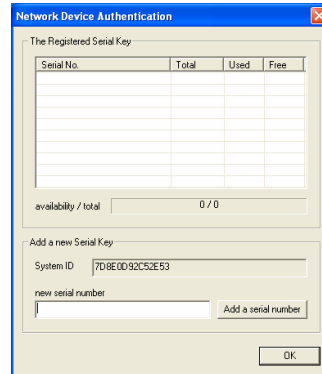 Network Device Authentication
The Registered Serial Key
Serial No. Total Used Free
availability / total 0 / 0
Add a new Serial Key
System ID 7D8E0D92C52E53
new serial number
Add a serial number
OK